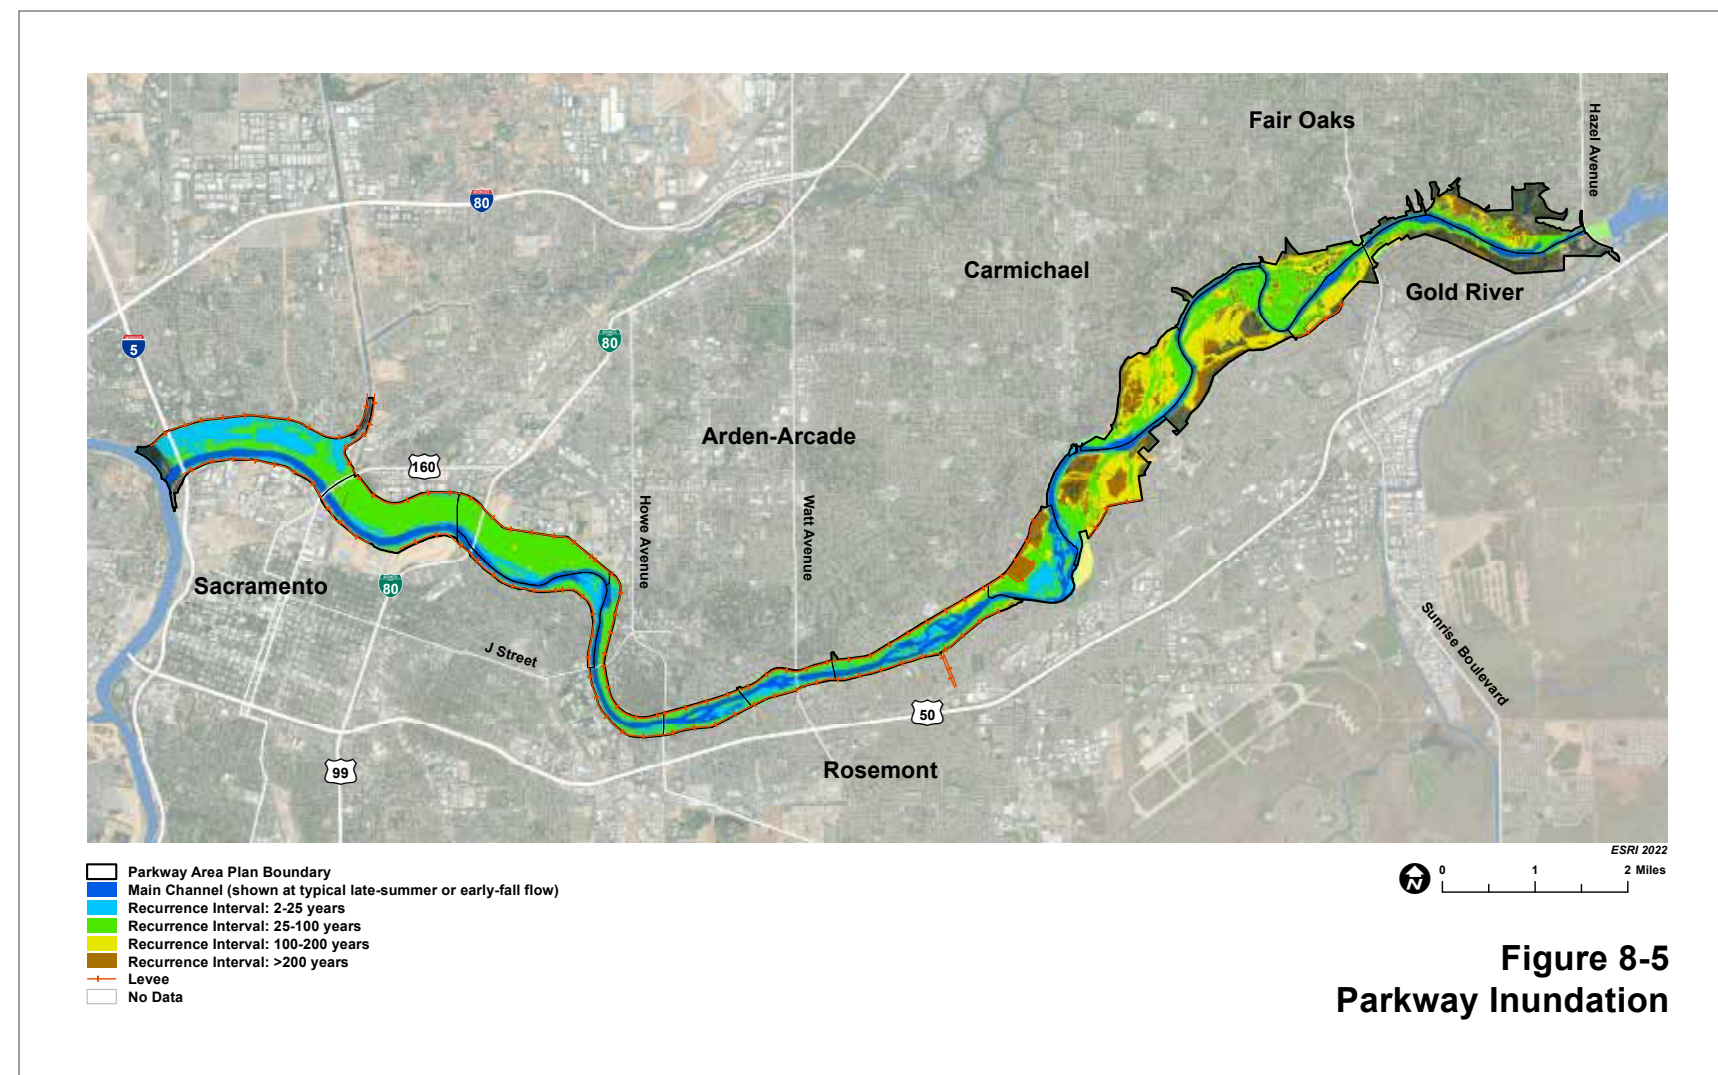 Fair Oaks
Hazel Avenue
80
Carmichael
Gold River
5
80
Arden-Arcade
160
Howe Avenue
Watt Avenue
Sacramento
80
J Street
Sunrise Boulevard
50
99
Rosemont
ESRI 2022
Parkway Area Plan Boundary
Main Channel (shown at typical late-summer or early-fall flow)
Recurrence Interval: 2-25 years
Recurrence Interval: 25-100 years
Recurrence Interval: 100-200 years
Recurrence Interval: >200 years
Levee
No Data
N
0 1 2 Miles
Figure 8-5
Parkway Inundation